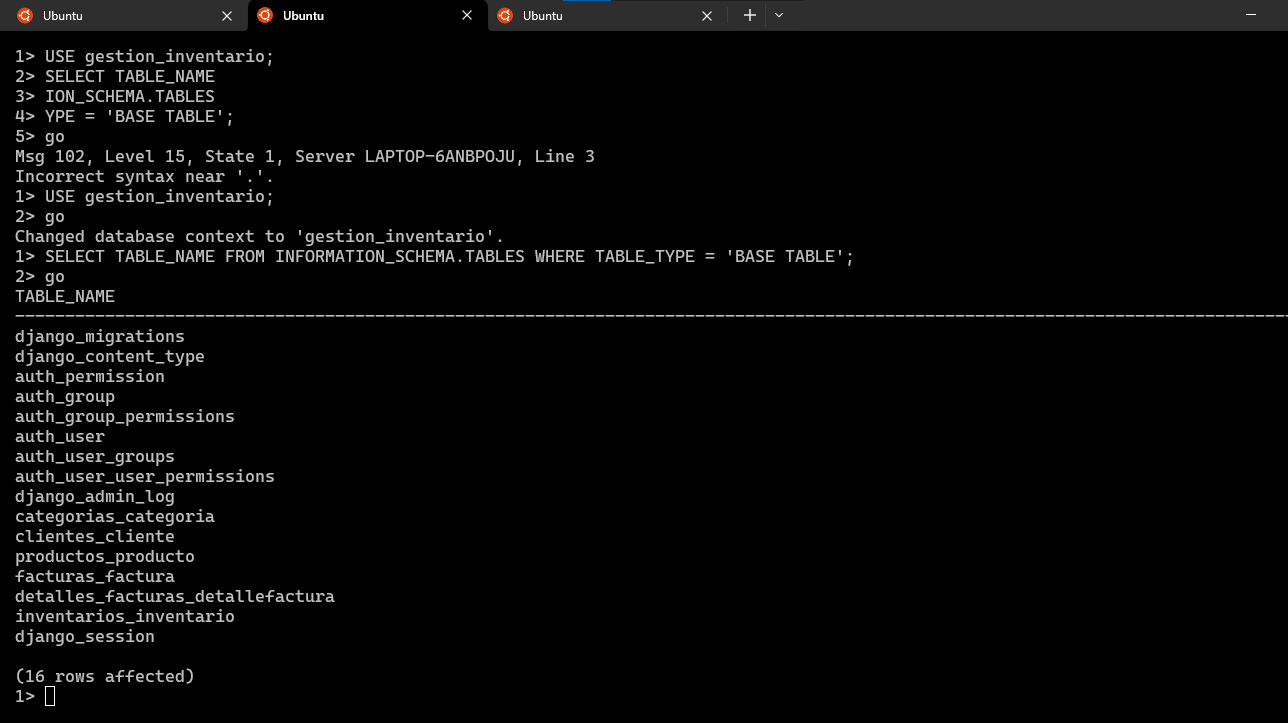 Ubuntu
Ubuntu
Ubuntu
1> USE gestion_inventario;
2> SELECT TABLE_NAME
3> ION_SCHEMA.TABLES
4> YPE = 'BASE TABLE';
5> go
Msg 102, Level 15, State 1, Server LAPTOP-6ANBPOJU, Line 3
Incorrect syntax near '.'.
1> USE gestion_inventario;
2> go
Changed database context to 'gestion_inventario'.
1> SELECT TABLE_NAME FROM INFORMATION_SCHEMA.TABLES WHERE TABLE_TYPE = 'BASE TABLE';
2> go
TABLE_NAME
--------------------------------------------------------------------------------------------------------------------------------
django_migrations
django_content_type
auth_permission
auth_group
auth_group_permissions
auth_user
auth_user_groups
auth_user_user_permissions
django_admin_log
categorias_categoria
clientes_cliente
productos_producto
facturas_factura
detalles_facturas_detallefactura
inventarios_inventario
django_session
(16 rows affected)
1>